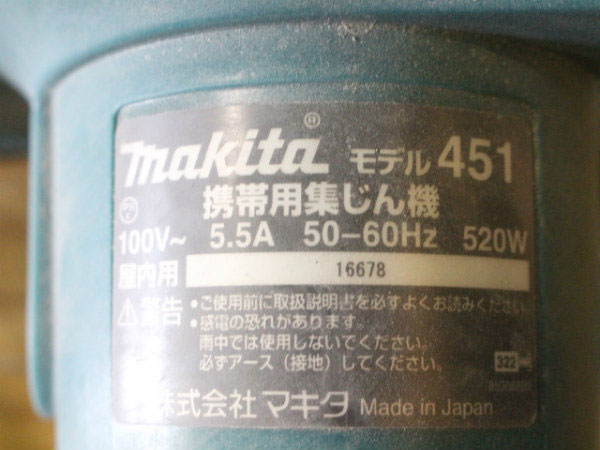 makita® モデル 451
携帯用集じん機
100V~ 5.5A 50-60Hz 520W
屋内用 16678
警告 •ご使用前に取扱説明書を必ずよくお読みください。
•感電の恐れがあります。
雨中では使用しないでください。
必ずアース（接地）してください。
322
株式会社 マキタ Made in Japan